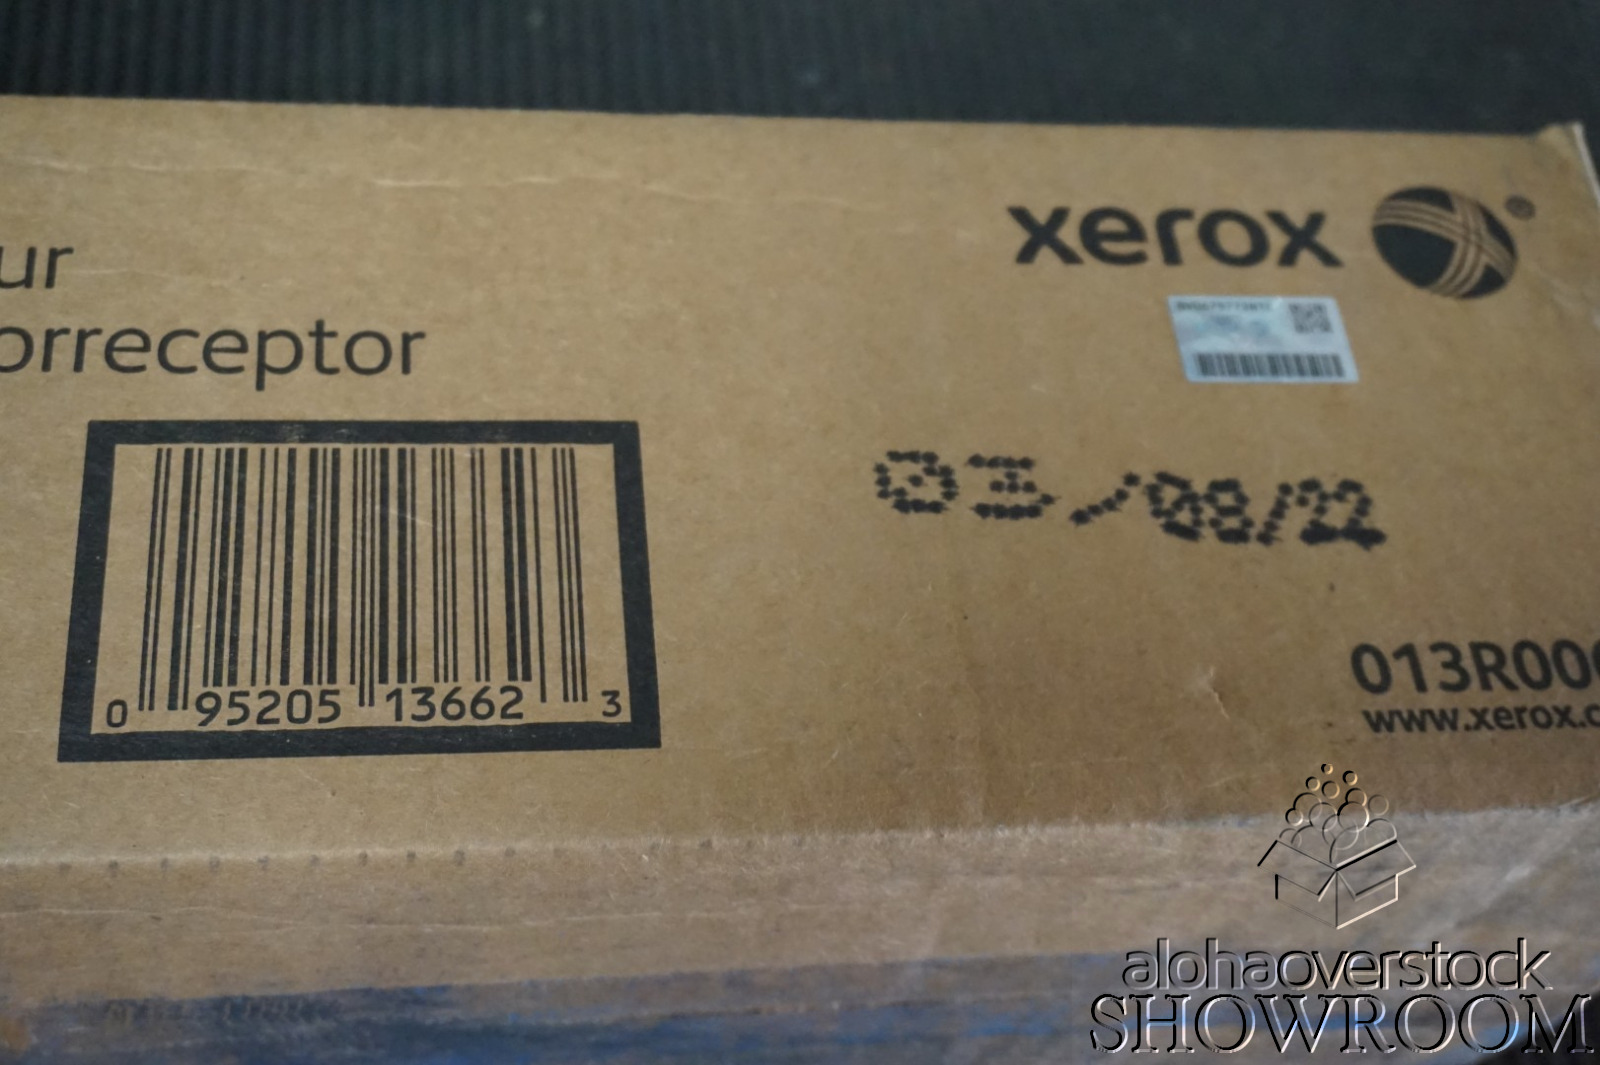 ur
orreceptor
xerox ®
03/08/22
0 95205 13662 3
013R00
www.xerox.c
alohaoverstock
SHOWROOM